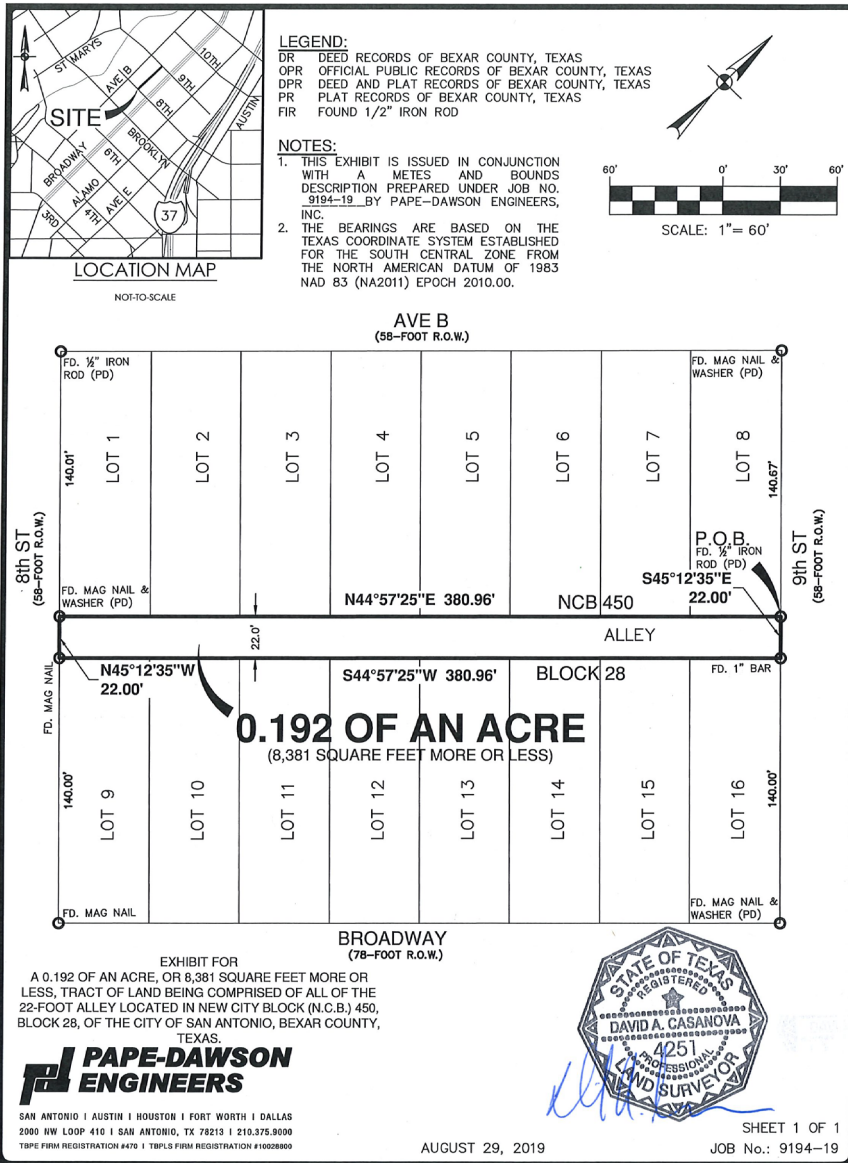 ST MARYS
AVE B
10TH
9TH
8TH
SITE
AUSTIN
BROOKLYN
BROADWAY
6TH
ALAMO
AVE E
4TH
3RD
37
LOCATION MAP
NOT-TO-SCALE
LEGEND:
DR DEED RECORDS OF BEXAR COUNTY, TEXAS
OPR OFFICIAL PUBLIC RECORDS OF BEXAR COUNTY, TEXAS
DPR DEED AND PLAT RECORDS OF BEXAR COUNTY, TEXAS
PR PLAT RECORDS OF BEXAR COUNTY, TEXAS
FIR FOUND 1/2" IRON ROD
NOTES:
1. THIS EXHIBIT IS ISSUED IN CONJUNCTION
WITH A METES AND BOUNDS
DESCRIPTION PREPARED UNDER JOB NO.
9194-19 BY PAPE-DAWSON ENGINEERS,
INC.
2. THE BEARINGS ARE BASED ON THE
TEXAS COORDINATE SYSTEM ESTABLISHED
FOR THE SOUTH CENTRAL ZONE FROM
THE NORTH AMERICAN DATUM OF 1983
NAD 83 (NA2011) EPOCH 2010.00.
60' 0' 30' 60'
SCALE: 1"= 60'
AVE B
(58-FOOT R.O.W.)
FD. ½" IRON
ROD (PD)
FD. MAG NAIL &
WASHER (PD)
140.01'
LOT 1
LOT 2
LOT 3
LOT 4
LOT 5
LOT 6
LOT 7
LOT 8
140.67'
8th ST
(58-FOOT R.O.W.)
9th ST
(58-FOOT R.O.W.)
P.O.B.
FD. ½" IRON
ROD (PD)
S45°12'35"E
22.00'
FD. MAG NAIL &
WASHER (PD)
N44°57'25"E 380.96'
NCB 450
22.0'
ALLEY
N45°12'35"W
22.00'
S44°57'25"W 380.96'
BLOCK 28
FD. 1" BAR
FD. MAG NAIL
0.192 OF AN ACRE
(8,381 SQUARE FEET MORE OR LESS)
140.00'
LOT 9
LOT 10
LOT 11
LOT 12
LOT 13
LOT 14
LOT 15
LOT 16
140.00'
FD. MAG NAIL
FD. MAG NAIL &
WASHER (PD)
BROADWAY
(78-FOOT R.O.W.)
EXHIBIT FOR
A 0.192 OF AN ACRE, OR 8,381 SQUARE FEET MORE OR
LESS, TRACT OF LAND BEING COMPRISED OF ALL OF THE
22-FOOT ALLEY LOCATED IN NEW CITY BLOCK (N.C.B.) 450,
BLOCK 28, OF THE CITY OF SAN ANTONIO, BEXAR COUNTY,
TEXAS.
STATE OF TEXAS
REGISTERED
DAVID A. CASANOVA
4251
PROFESSIONAL
LAND SURVEYOR
pd PAPE-DAWSON
ENGINEERS
SAN ANTONIO I AUSTIN I HOUSTON I FORT WORTH I DALLAS
2000 NW LOOP 410 I SAN ANTONIO, TX 78213 I 210.375.9000
TBPE FIRM REGISTRATION #470 I TBPLS FIRM REGISTRATION #10028800
AUGUST 29, 2019
SHEET 1 OF 1
JOB No.: 9194-19